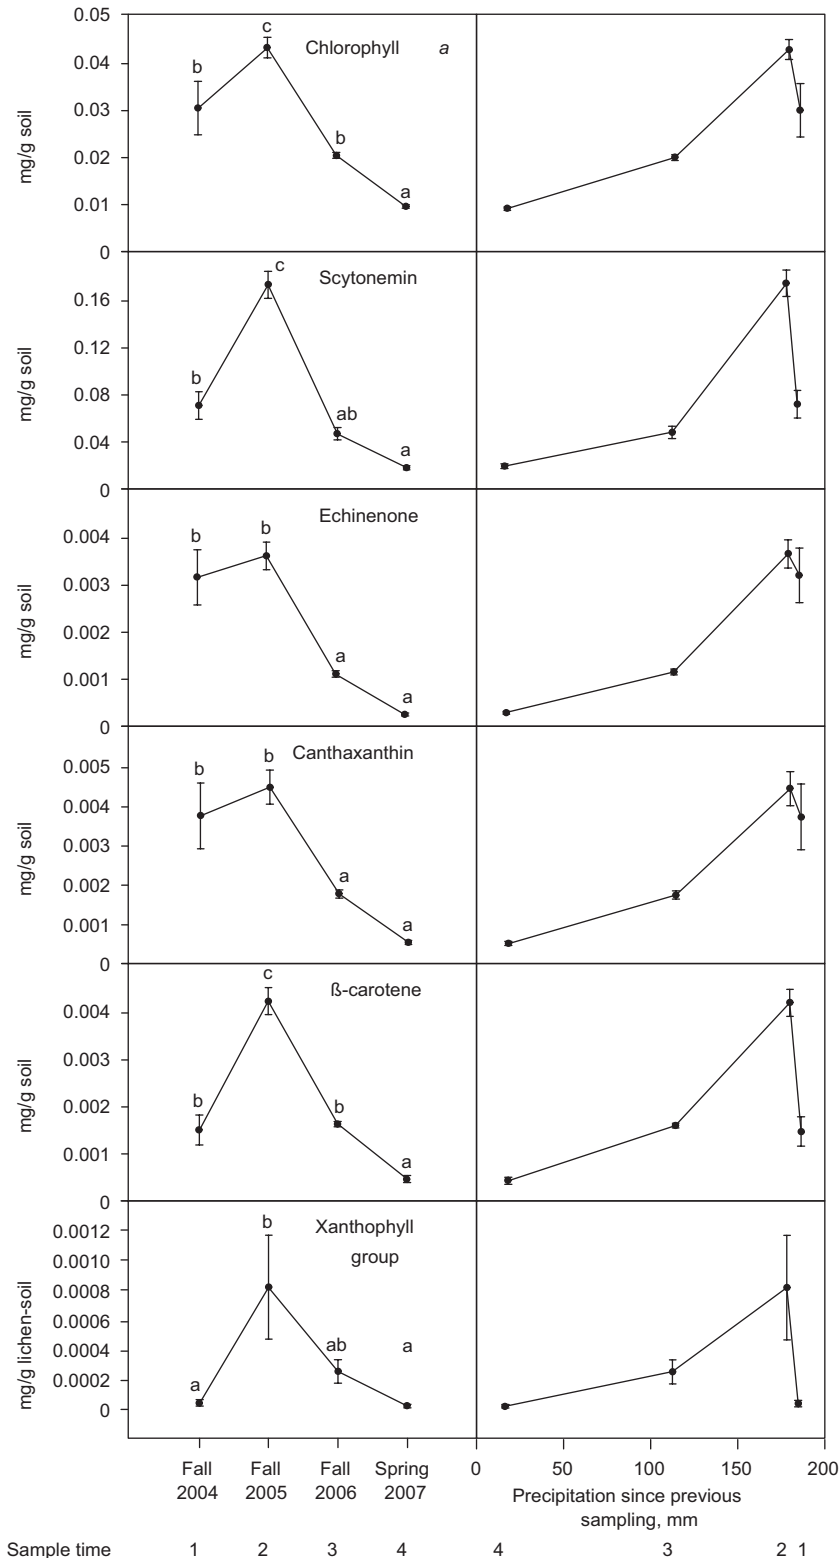 0.05
c
Chlorophyll a
b
0.04
mg/g soil
0.03
b
0.02
a
0.01
0
c
Scytonemin
0.16
mg/g soil
0.12
b
0.08
ab
a
0.04
0
Echinenone
b
b
0.004
mg/g soil
0.003
0.002
a
0.001
a
0
Canthaxanthin
b
b
0.005
0.004
mg/g soil
0.003
a
0.002
a
0.001
0
c
ß-carotene
0.004
mg/g soil
0.003
b
b
0.002
a
0.001
0
b
Xanthophyll
group
0.0012
0.0010
mg/g lichen-soil
0.0008
0.0006
ab
a
0.0004
0.0002
a
0
Fall Fall Fall Spring
2004 2005 2006 2007
0 50 100 150 200
Precipitation since previous
sampling, mm
Sample time 1 2 3 4 4 3 2 1